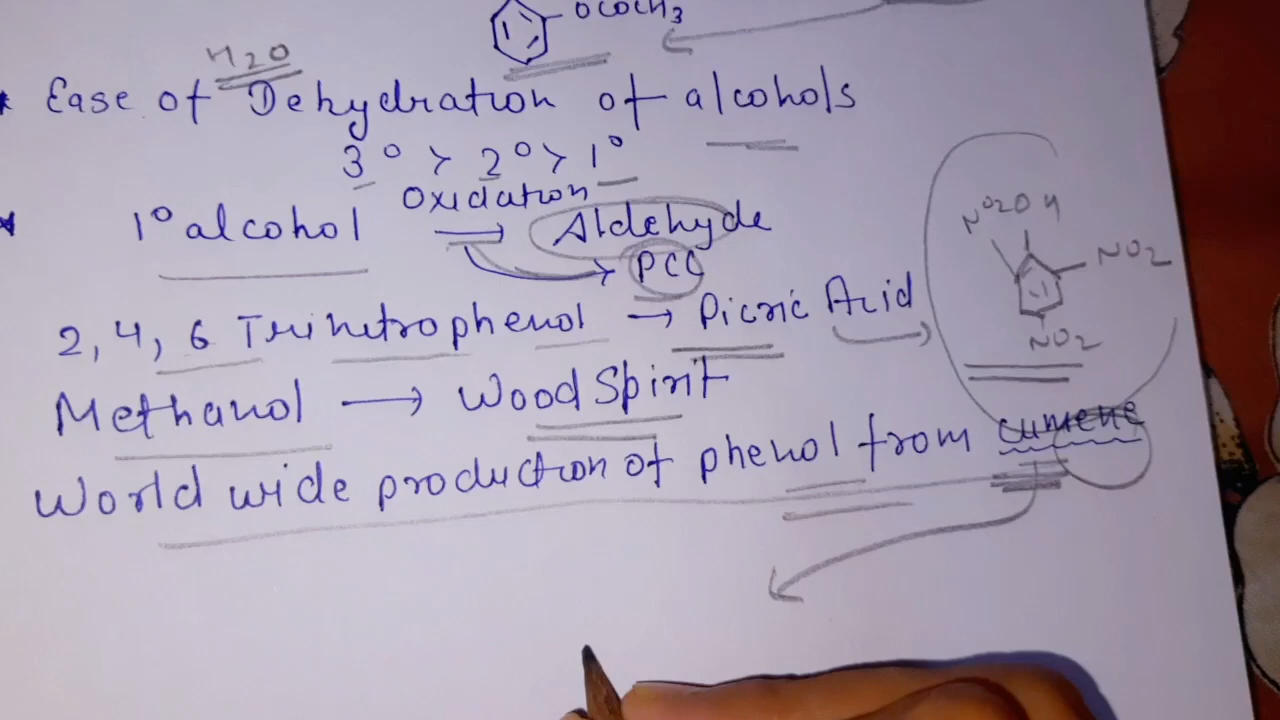 OCOCH3
H2O
* Ease of Dehydration of alcohols
3° > 2° > 1°
Oxidation
1° alcohol → Aldehyde
→ PCC
NO2 OH
NO2
NO2
2, 4, 6 Trinitrophenol → Picric Acid
Methanol → Wood Spirit
World wide production of phenol from cumene